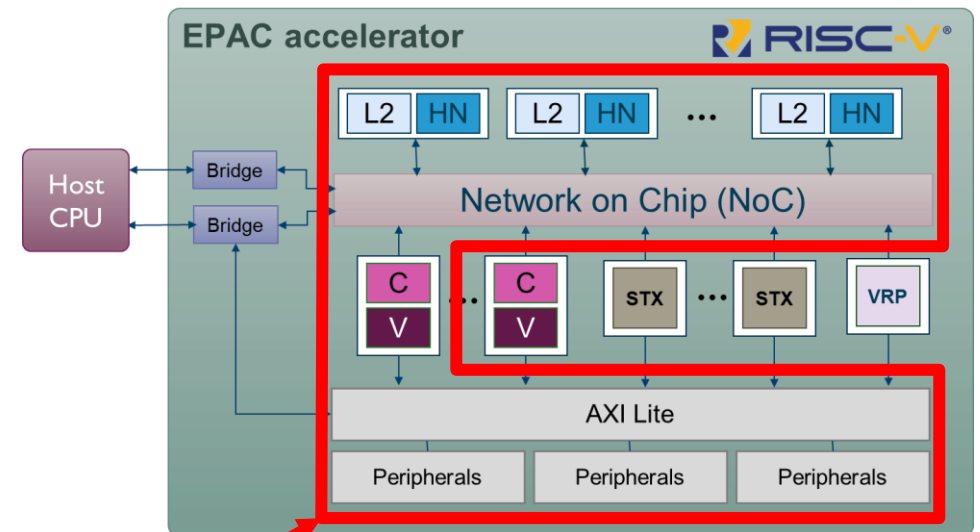 EPAC accelerator
RISC-V®
L2 HN
L2 HN
...
L2 HN
Host
CPU
Bridge
Bridge
Network on Chip (NoC)
C
V
...
C
V
STX
...
STX
VRP
AXI Lite
Peripherals
Peripherals
Peripherals